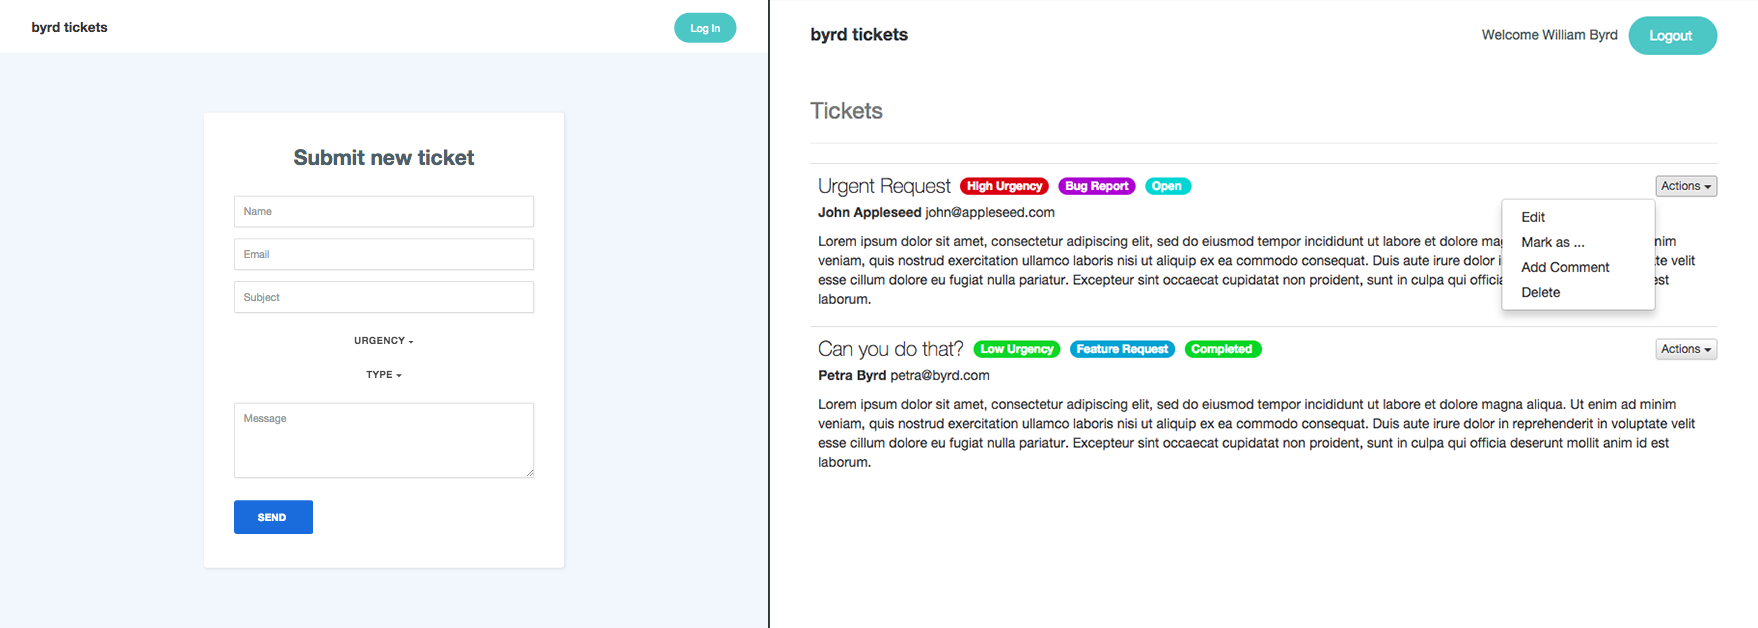 byrd tickets
Log In
Submit new ticket
Name
Email
Subject
URGENCY
TYPE
Message
SEND
byrd tickets
Welcome William Byrd
Logout
Tickets
Urgent Request High Urgency Bug Report Open
Actions
John Appleseed john@appleseed.com
Lorem ipsum dolor sit amet, consectetur adipiscing elit, sed do eiusmod tempor incididunt ut labore et dolore mag nim
veniam, quis nostrud exercitation ullamco laboris nisi ut aliquip ex ea commodo consequat. Duis aute irure dolor i te velit
esse cillum dolore eu fugiat nulla pariatur. Excepteur sint occaecat cupidatat non proident, sunt in culpa qui officia est
laborum.
Edit
Mark as ...
Add Comment
Delete
Can you do that? Low Urgency Feature Request Completed
Actions
Petra Byrd petra@byrd.com
Lorem ipsum dolor sit amet, consectetur adipiscing elit, sed do eiusmod tempor incididunt ut labore et dolore magna aliqua. Ut enim ad minim
veniam, quis nostrud exercitation ullamco laboris nisi ut aliquip ex ea commodo consequat. Duis aute irure dolor in reprehenderit in voluptate velit
esse cillum dolore eu fugiat nulla pariatur. Excepteur sint occaecat cupidatat non proident, sunt in culpa qui officia deserunt mollit anim id est
laborum.